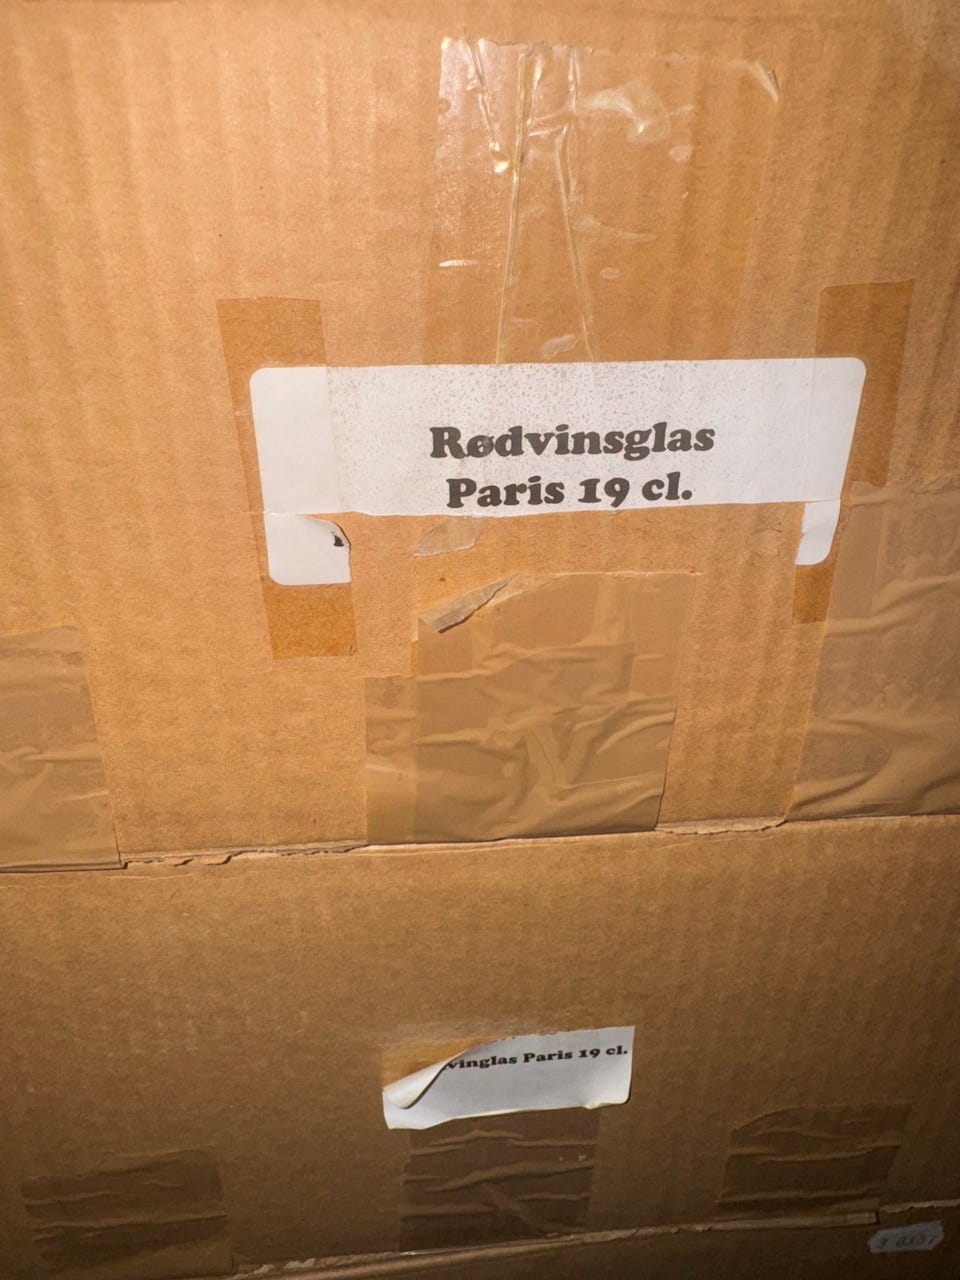 Rødvinsglas
Paris 19 cl.
vinglas Paris 19 cl.